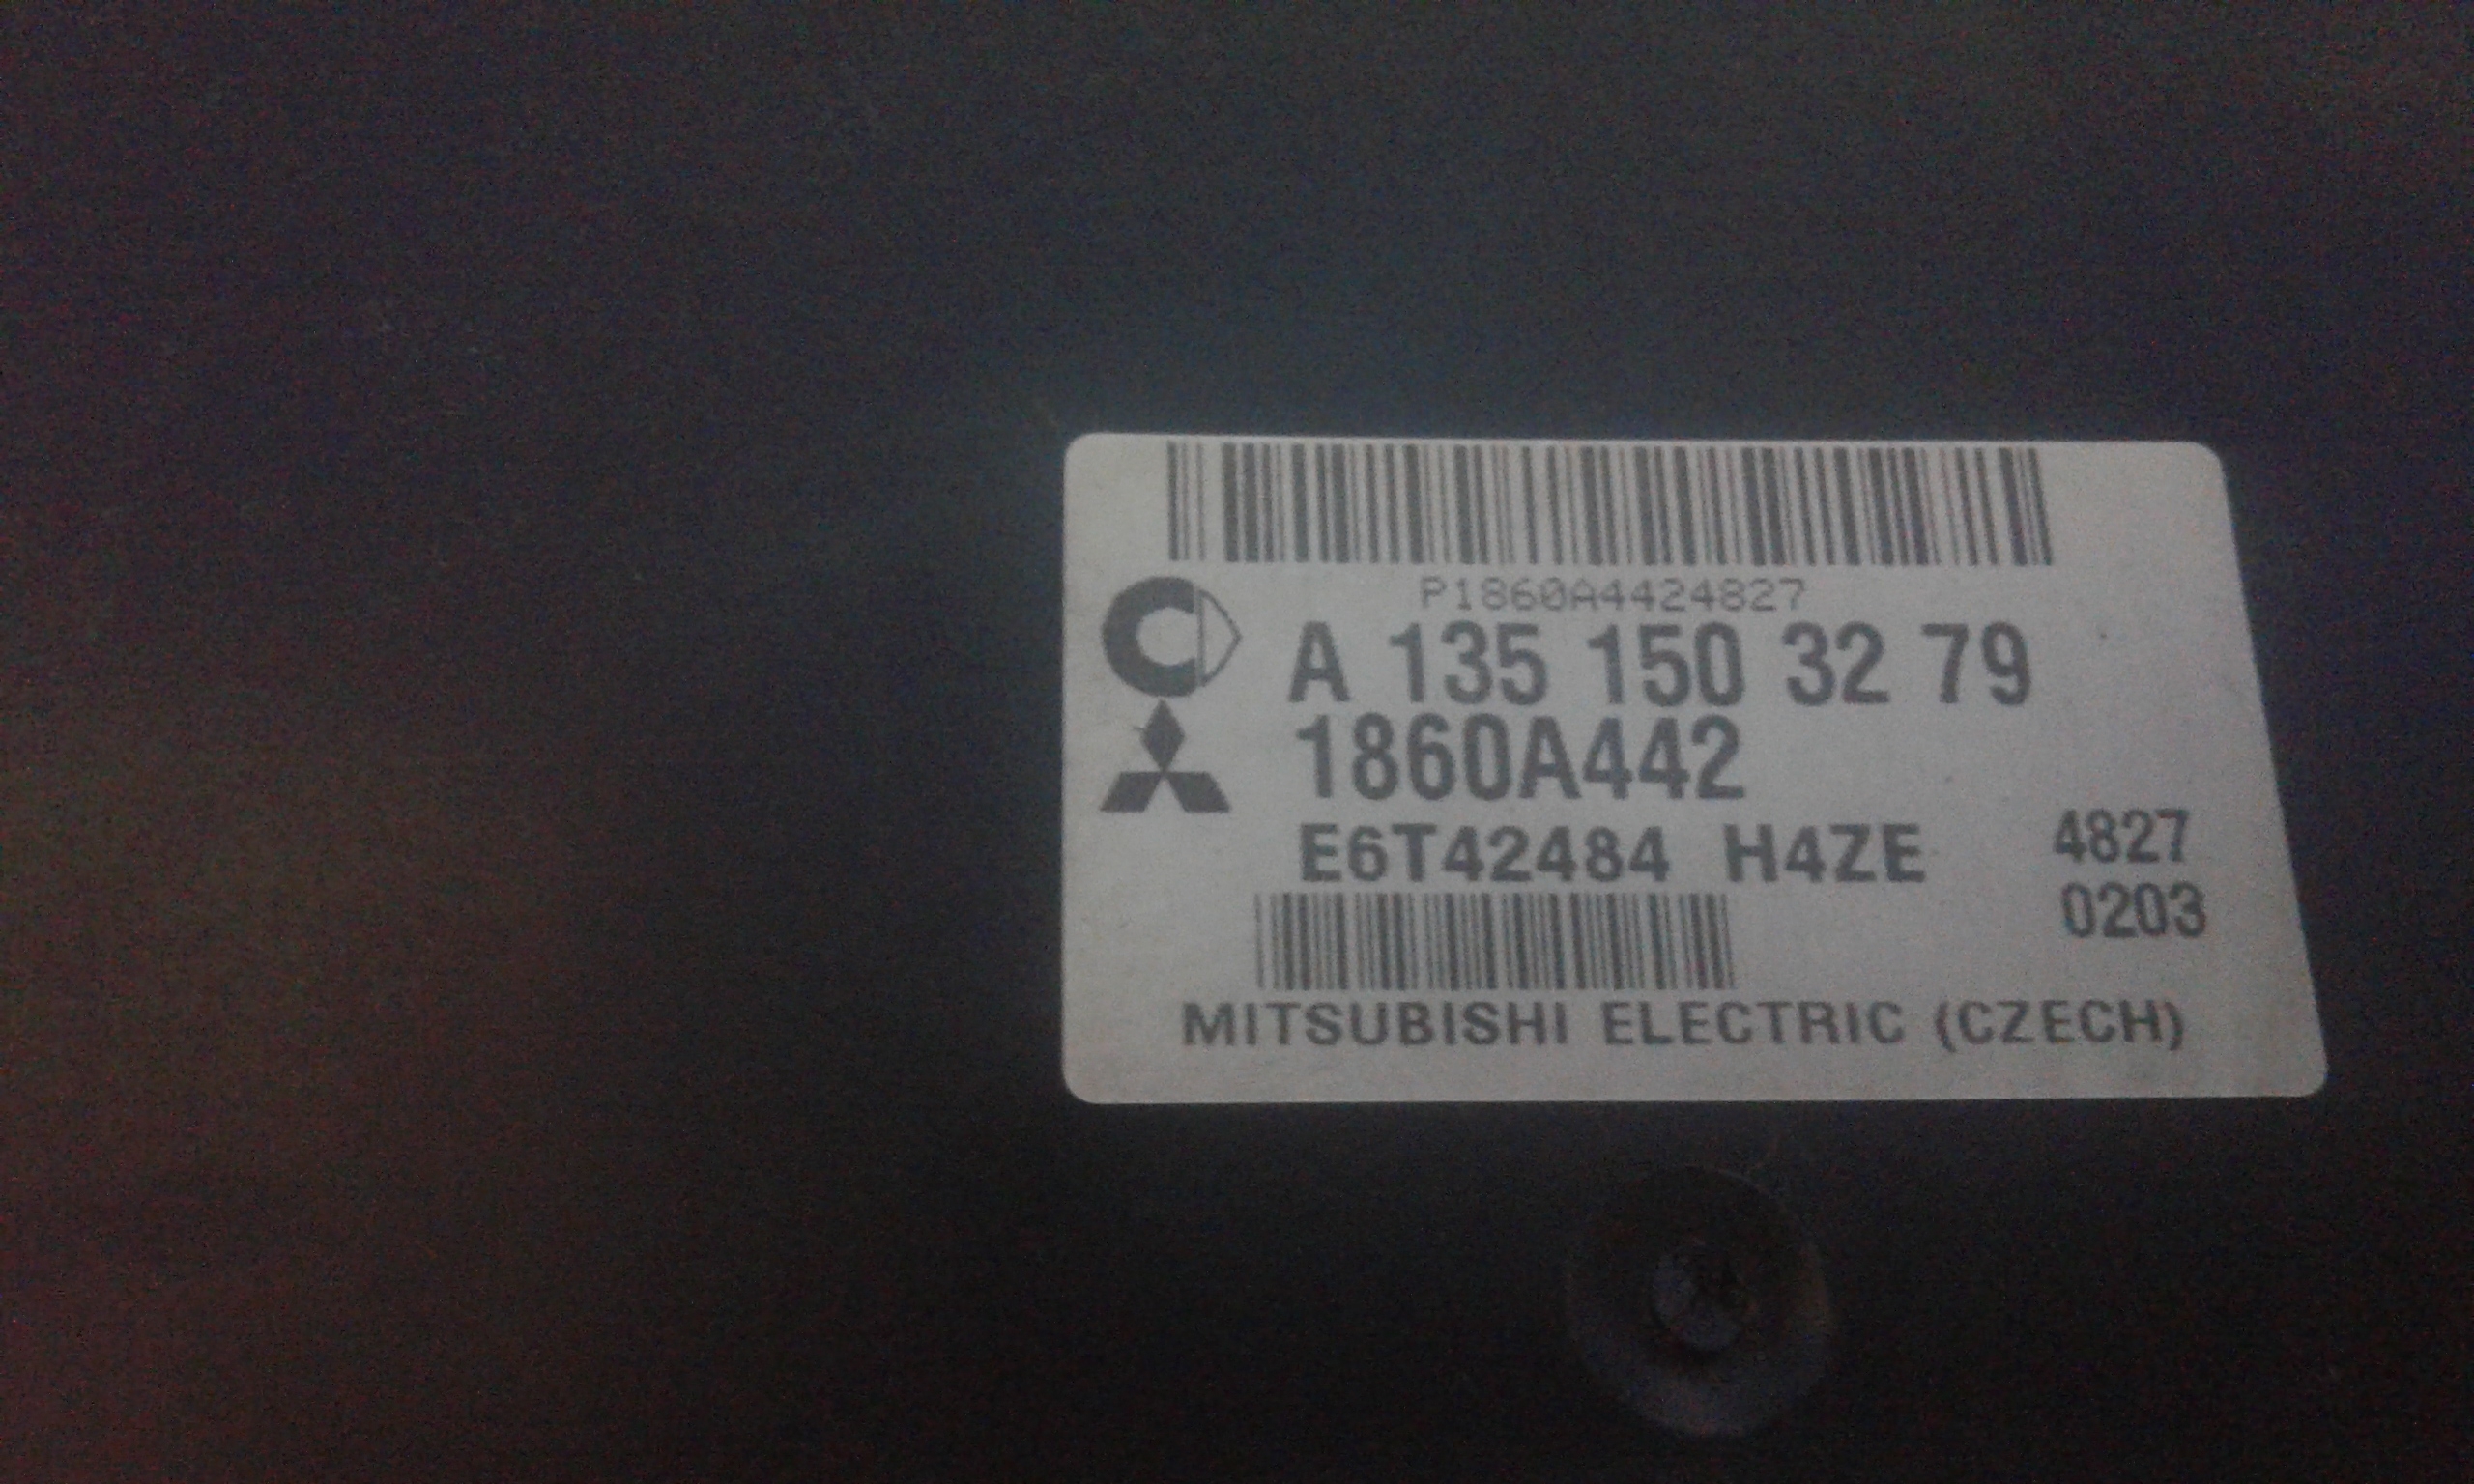 P1860A4424827
A 135 150 32 79
1860A442
E6T42484 H4ZE 4827
0203
MITSUBISHI ELECTRIC (CZECH)